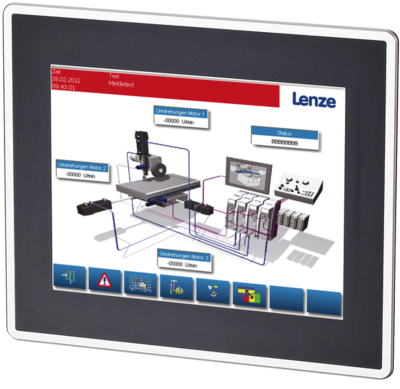 Zeit
Text
28.02.2012
Meldetext
09:43:01
Lenze
Umdrehungen Motor 1
-00000 U/min
Status
00000000
Umdrehungen Motor 2
-00000 U/min
Umdrehungen Motor 3
-00000 U/min